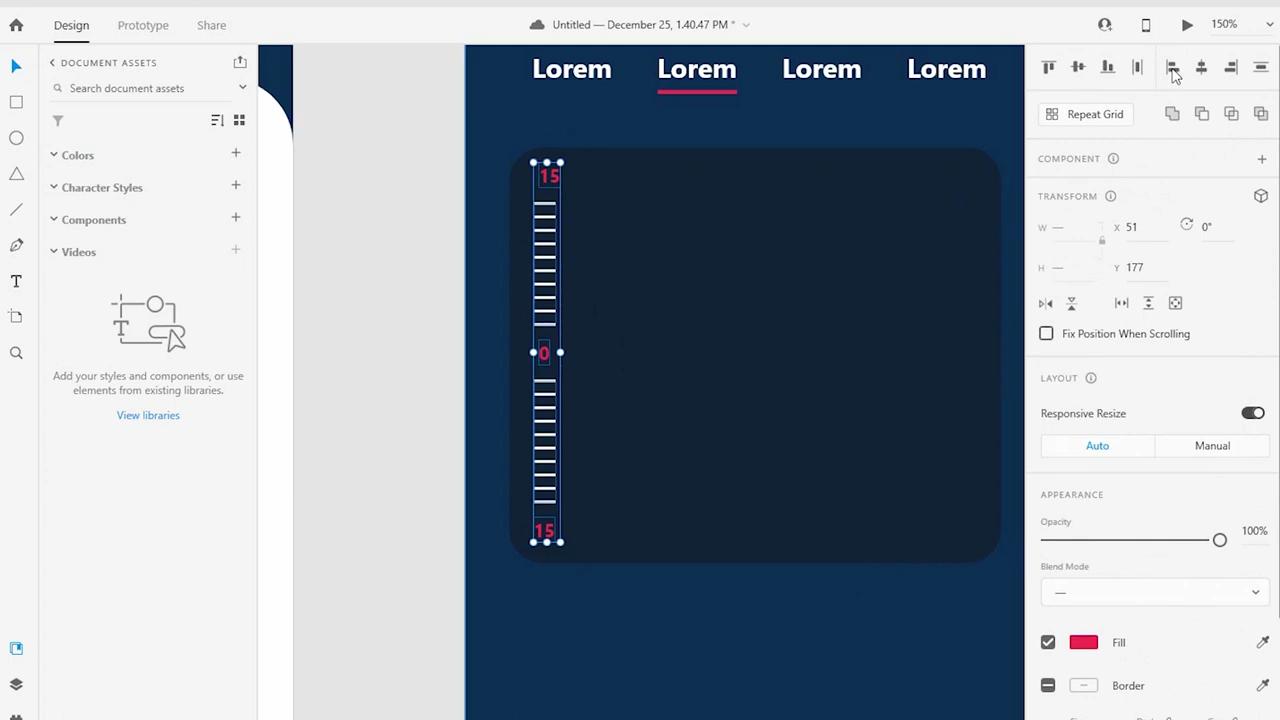 Design Prototype Share Untitled — December 25, 1.40.47 PM * 150%
DOCUMENT ASSETS
Search document assets
Colors
Character Styles
Components
Videos
Add your styles and components, or use
elements from existing libraries.
View libraries
Lorem Lorem Lorem Lorem
15
0
15
Repeat Grid
COMPONENT
TRANSFORM
W — X 51 0°
H — Y 177
Fix Position When Scrolling
LAYOUT
Responsive Resize
Auto Manual
APPEARANCE
Opacity
100%
Blend Mode
—
Fill
Border